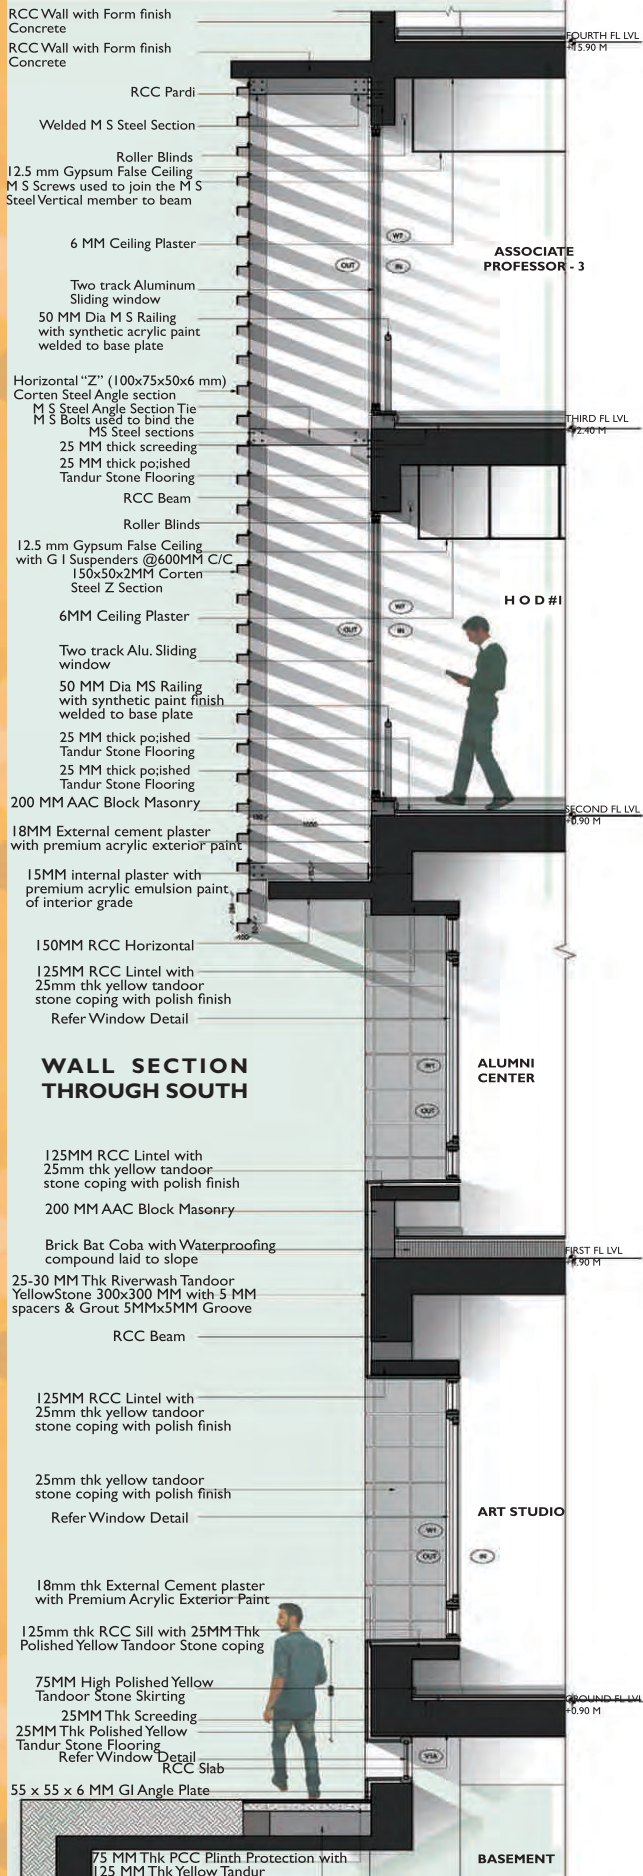 RCC Wall with Form finish
Concrete
FOURTH FL LVL
+15.90 M
RCC Wall with Form finish
Concrete
RCC Pardi
Welded M S Steel Section
Roller Blinds
12.5 mm Gypsum False Ceiling
M S Screws used to join the M S
Steel Vertical member to beam
6 MM Ceiling Plaster
W7
OUT
IN
ASSOCIATE
PROFESSOR - 3
Two track Aluminum
Sliding window
50 MM Dia M S Railing
with synthetic acrylic paint
welded to base plate
Horizontal “Z” (100x75x50x6 mm)
Corten Steel Angle section
M S Steel Angle Section Tie
M S Bolts used to bind the
MS Steel sections
THIRD FL LVL
2.40 M
25 MM thick screeding
25 MM thick po;ished
Tandur Stone Flooring
RCC Beam
Roller Blinds
12.5 mm Gypsum False Ceiling
with G I Suspenders @600MM C/C
150x50x2MM Corten
Steel Z Section
H O D #1
6MM Ceiling Plaster
W7
OUT
IN
Two track Alu. Sliding
window
50 MM Dia MS Railing
with synthetic paint finish
welded to base plate
25 MM thick po;ished
Tandur Stone Flooring
25 MM thick po;ished
Tandur Stone Flooring
200 MM AAC Block Masonry
SECOND FL LVL
+0.90 M
18MM External cement plaster
with premium acrylic exterior paint
15MM internal plaster with
premium acrylic emulsion paint
of interior grade
150MM RCC Horizontal
125MM RCC Lintel with
25mm thk yellow tandoor
stone coping with polish finish
Refer Window Detail
WALL SECTION
THROUGH SOUTH
ALUMNI
CENTER
OUT
125MM RCC Lintel with
25mm thk yellow tandoor
stone coping with polish finish
200 MM AAC Block Masonry
Brick Bat Coba with Waterproofing
compound laid to slope
FIRST FL LVL
.90 M
25-30 MM Thk Riverwash Tandoor
YellowStone 300x300 MM with 5 MM
spacers & Grout 5MMx5MM Groove
RCC Beam
125MM RCC Lintel with
25mm thk yellow tandoor
stone coping with polish finish
25mm thk yellow tandoor
stone coping with polish finish
Refer Window Detail
ART STUDIO
W1
OUT
IN
18mm thk External Cement plaster
with Premium Acrylic Exterior Paint
125mm thk RCC Sill with 25MM Thk
Polished Yellow Tandoor Stone coping
75MM High Polished Yellow
Tandoor Stone Skirting
GROUND FL LVL
+0.90 M
25MM Thk Screeding
25MM Thk Polished Yellow
Tandur Stone Flooring
Refer Window Detail
RCC Slab
55 x 55 x 6 MM GI Angle Plate
75 MM Thk PCC Plinth Protection with
125 MM Thk Yellow Tandur
BASEMENT